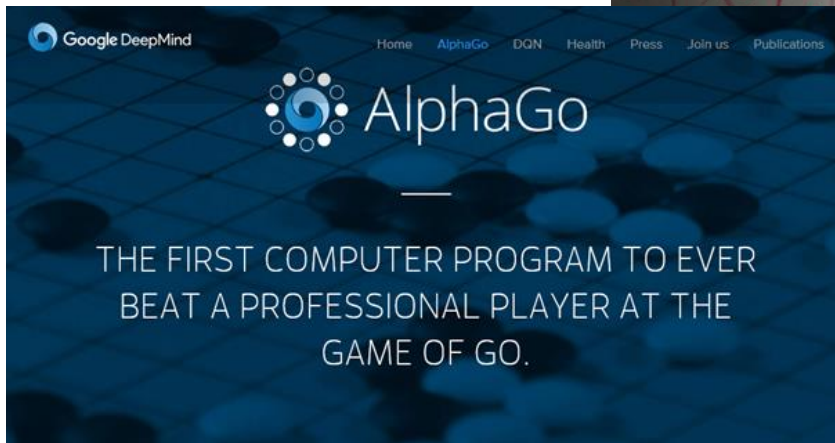 Google DeepMind
Home AlphaGo DQN Health Press Join us Publications
AlphaGo
THE FIRST COMPUTER PROGRAM TO EVER
BEAT A PROFESSIONAL PLAYER AT THE
GAME OF GO.